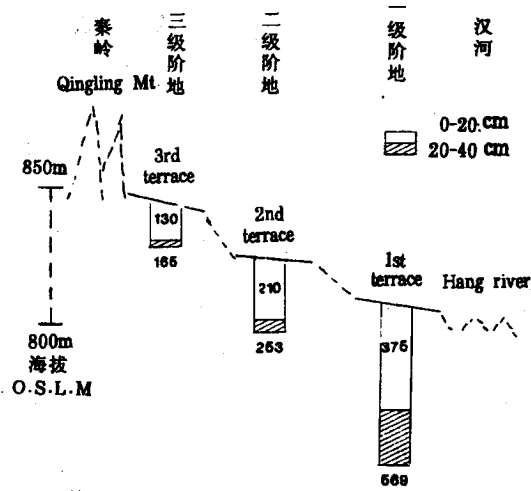 秦岭
三级阶地
二级阶地
一级阶地
汉河
Qingling Mt
0-20 cm
20-40 cm
850m
3rd
terrace
130
165
2nd
terrace
210
253
1st
terrace
Hang river
375
569
800m
海拔
O.S.L.M